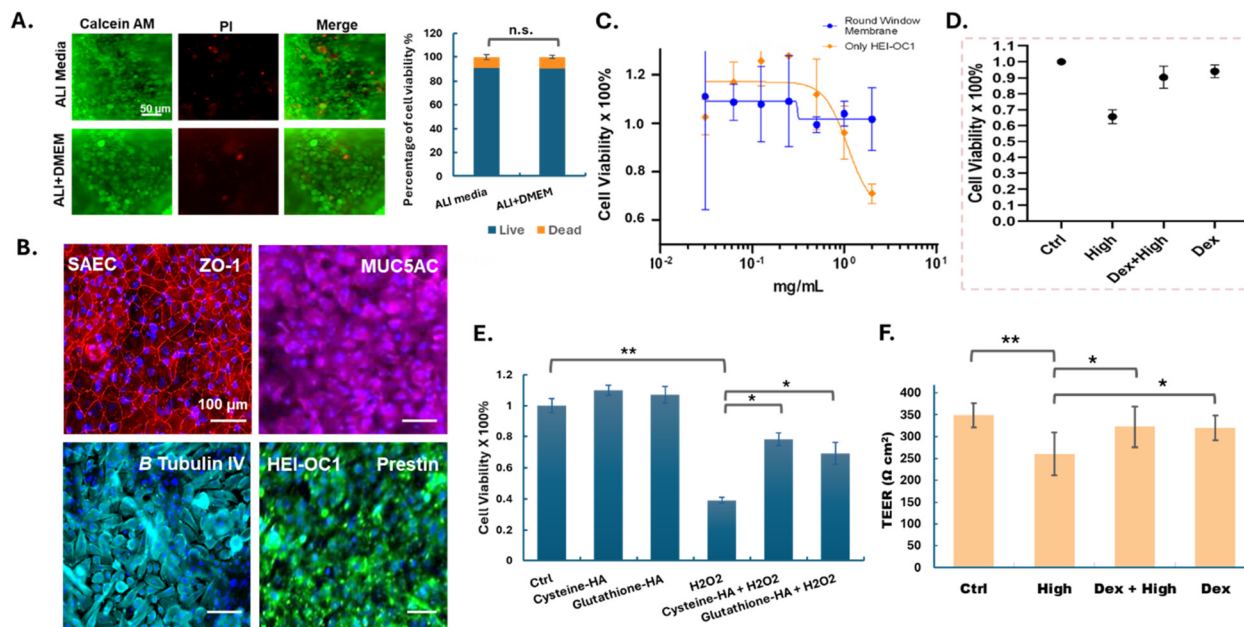 A.
Calcein AM PI Merge
ALI Media
50 µm
ALI+DMEM
n.s.
Percentage of cell viability %
120
100
80
60
40
20
0
ALI media ALI+DMEM
Live Dead
B.
SAEC ZO-1
100 µm
MUC5AC
B Tubulin IV
HEI-OC1 Prestin
C.
Round Window
Membrane
Only HEI-OC1
Cell Viability x 100%
1.2
1.0
0.8
0.6
10-2 10-1 100 101
mg/mL
D.
Cell Viability x 100%
1.1
1.0
0.9
0.8
0.7
0.6
0.5
0.4
0.3
0.2
0.1
0.0
Ctrl High Dex+High Dex
E.
** * *
Cell Viability X 100%
1.2
1
0.8
0.6
0.4
0.2
0
Ctrl Cysteine-HA Glutathione-HA H2O2 Cysteine-HA + H2O2 Glutathione-HA + H2O2
F.
** * *
TEER (Ω cm²)
350
300
250
200
150
100
50
0
Ctrl High Dex + High Dex